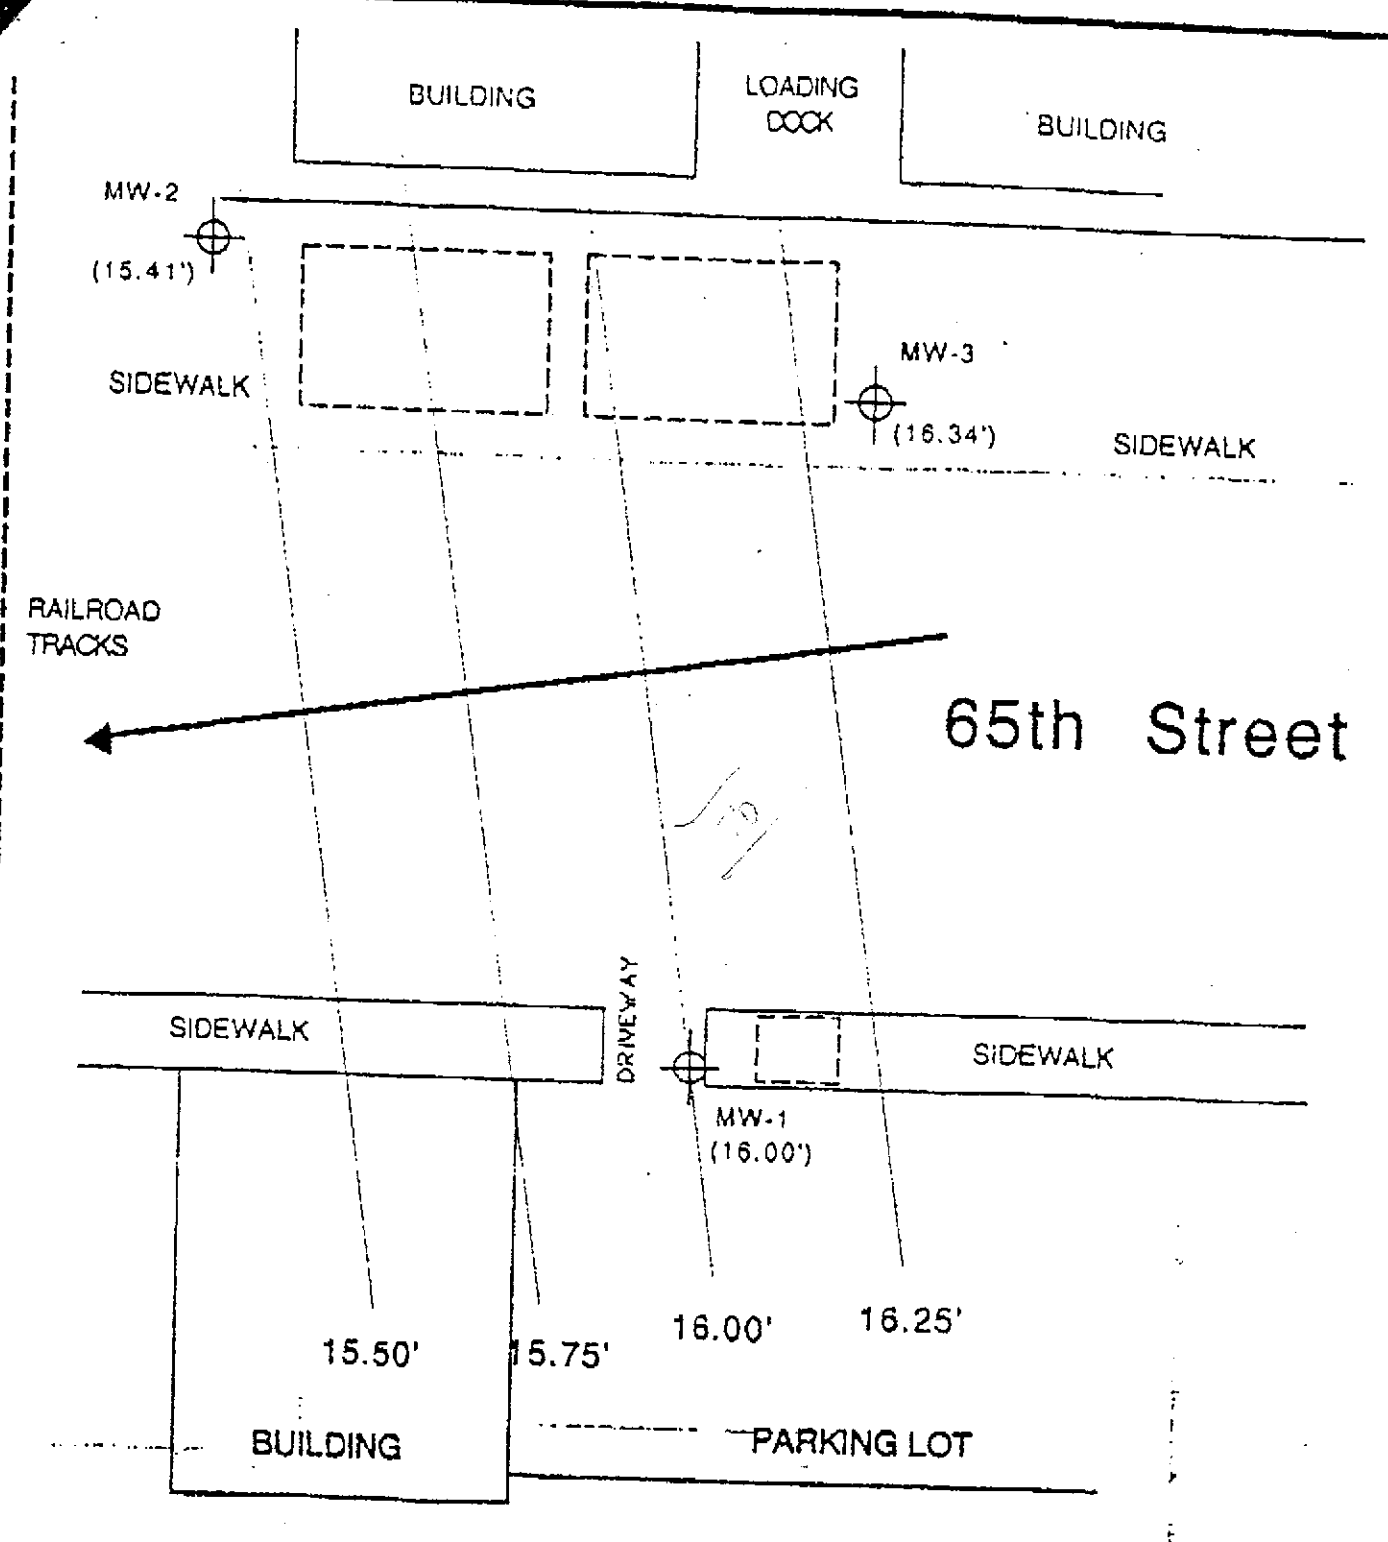 BUILDING
LOADING
DOCK
BUILDING
MW-2
(15.41')
SIDEWALK
MW-3
(16.34')
SIDEWALK
RAILROAD
TRACKS
65th Street
DRIVEWAY
SIDEWALK
SIDEWALK
MW-1
(16.00')
15.50'
15.75'
16.00'
16.25'
BUILDING
PARKING LOT